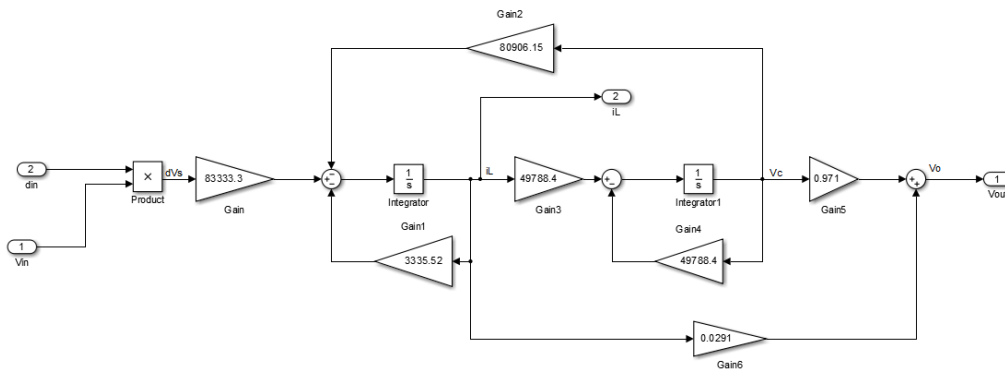 Gain2
80906.15
2
iL
2
din
×
Product
dVs
83333.3
Gain
1
Vin
1
s
Integrator
iL
49788.4
Gain3
1
s
Integrator1
Vc
0.971
Gain5
Vo
1
Vou
Gain1
3335.52
Gain4
49788.4
0.0291
Gain6